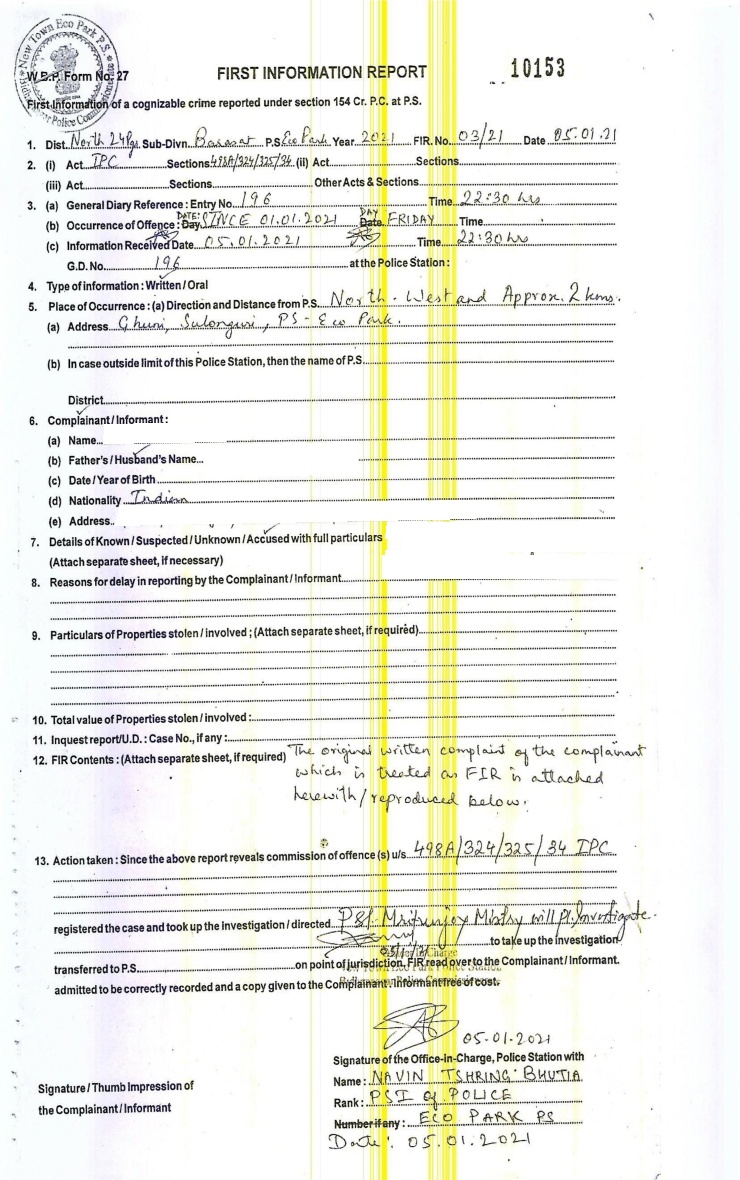 New Town Eco Park P.S.
W.B.P. Form No. 27
FIRST INFORMATION REPORT
10153
First Information of a cognizable crime reported under section 154 Cr. P.C. at P.S.
1. Dist. North 24 Pgs Sub-Divn. Barasat P.S. Eco Park Year 2021 FIR. No. 03/21 Date 05.01.21
2. (i) Act IPC Sections 498A/324/325/34 (ii) Act Sections
(iii) Act Sections Other Acts & Sections
3. (a) General Diary Reference : Entry No. 196 Time 22:30 hrs
(b) Occurrence of Offence : Day DATE: SINCE 01.01.2021 Date DAY FRIDAY Time
(c) Information Received Date 05.01.2021 Time 22:30 hrs
G.D. No. 196 at the Police Station :
4. Type of information : Written / Oral
5. Place of Occurrence : (a) Direction and Distance from P.S. North-West and Approx. 2 kms.
(a) Address Ghuni, Sulonguri, PS - Eco Park.
(b) In case outside limit of this Police Station, then the name of P.S
District
6. Complainant / Informant :
(a) Name
(b) Father's / Husband's Name
(c) Date / Year of Birth
(d) Nationality Indian
(e) Address
7. Details of Known / Suspected / Unknown / Accused with full particulars
(Attach separate sheet, if necessary)
8. Reasons for delay in reporting by the Complainant / Informant
9. Particulars of Properties stolen / involved ; (Attach separate sheet, if required)
10. Total value of Properties stolen / involved :
11. Inquest report/U.D. : Case No., if any :
12. FIR Contents : (Attach separate sheet, if required) The original written complaint of the complainant
which is treated as FIR is attached
herewith/reproduced below.
13. Action taken : Since the above report reveals commission of offence (s) u/s 498A/324/325/34 IPC
registered the case and took up the investigation / directed PSI Mritunjoy Mistry will pl. Investigate.
to take up the investigation
transferred to P.S. on point of jurisdiction, FIR read over to the Complainant / Informant.
admitted to be correctly recorded and a copy given to the Complainant / Informant free of cost.
05.01.2021
Signature of the Office-in-Charge, Police Station with
Signature / Thumb Impression of
the Complainant / Informant
Name : NAVIN TSHRING BHUTIA
Rank : PSI of POLICE
Number if any : ECO PARK PS
Date: 05.01.2021